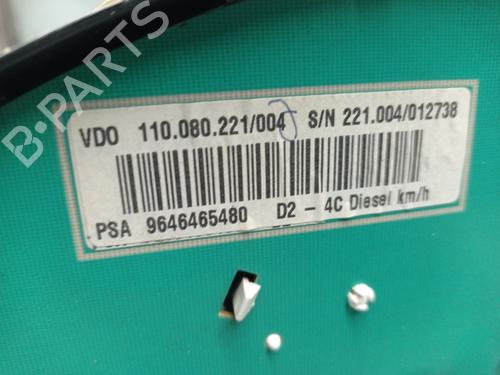 VDO 110.080.221/004 S/N 221.004/012738
PSA 9646465480 D2 - 4C Diesel km/h
B-PARTS